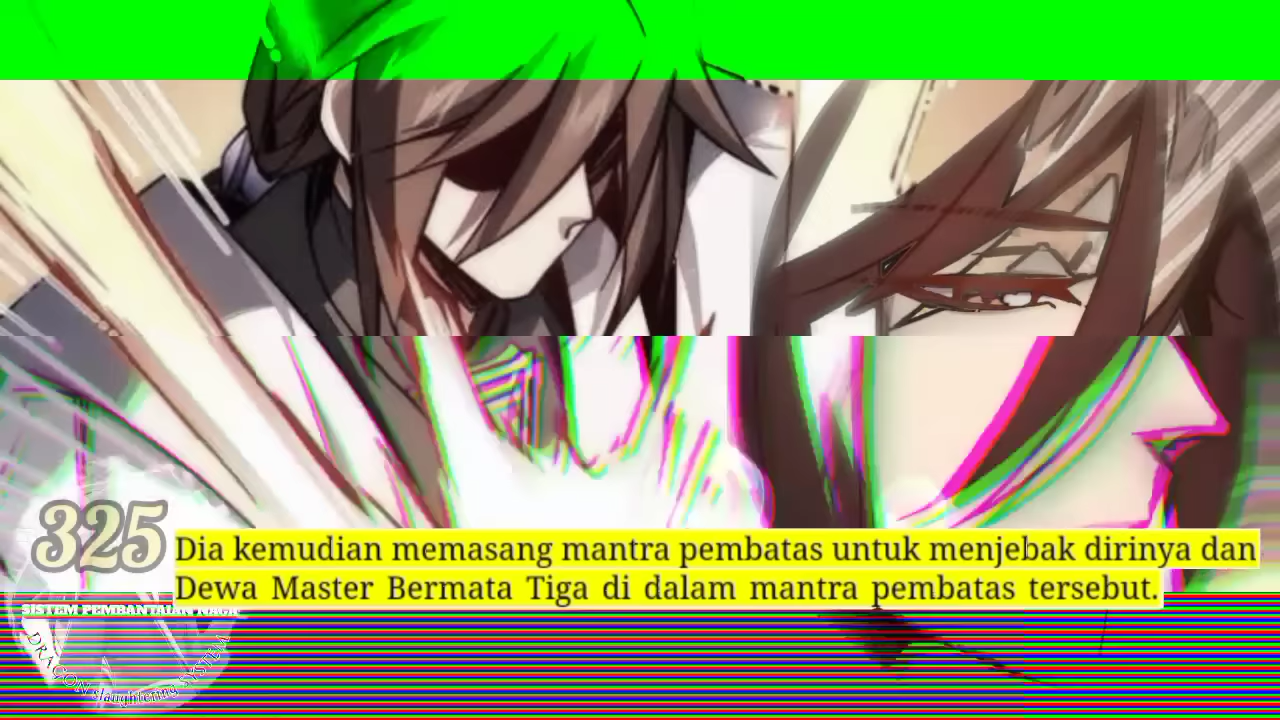 325
Dia kemudian memasang mantra pembatas untuk menjebak dirinya dan
Dewa Master Bermata Tiga di dalam mantra pembatas tersebut.
SISTEM PEMBANTAIAN NAGA
DRAGON slaughtering SYSTEM